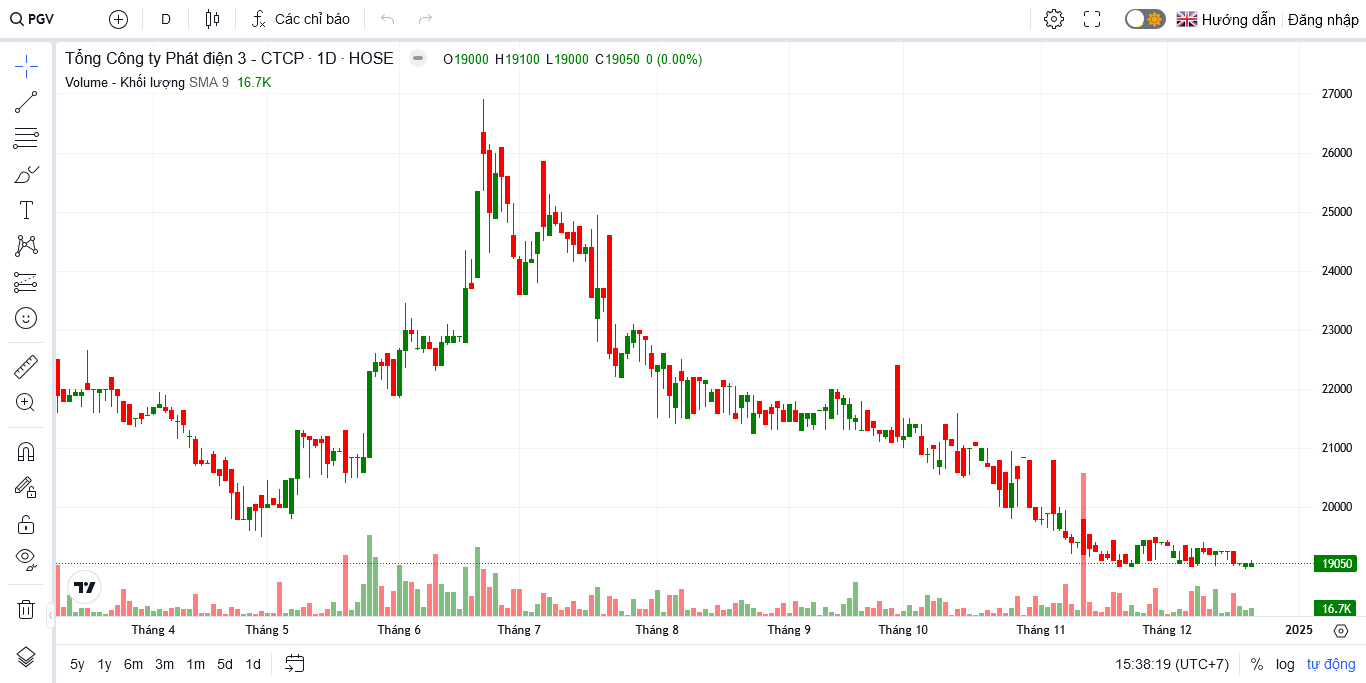 PGV D Các chỉ báo Hướng dẫn Đăng nhập
Tổng Công ty Phát điện 3 - CTCP · 1D · HOSE O19000 H19100 L19000 C19050 0 (0.00%)
Volume - Khối lượng SMA 9 16.7K
27000
26000
25000
24000
23000
22000
21000
20000
19050
16.7K
Tháng 4 Tháng 5 Tháng 6 Tháng 7 Tháng 8 Tháng 9 Tháng 10 Tháng 11 Tháng 12 2025
5y 1y 6m 3m 1m 5d 1d 15:38:19 (UTC+7) % log tự động